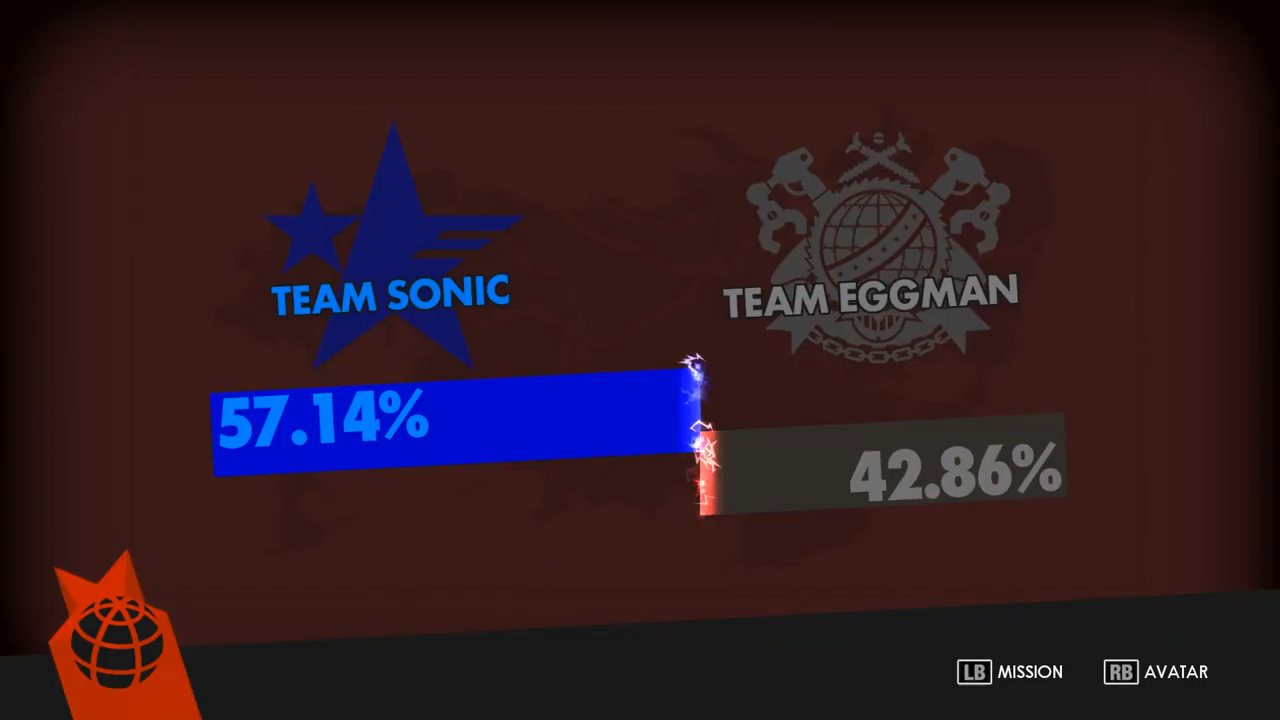 TEAM SONIC
TEAM EGGMAN
57.14%
42.86%
LB MISSION
RB AVATAR